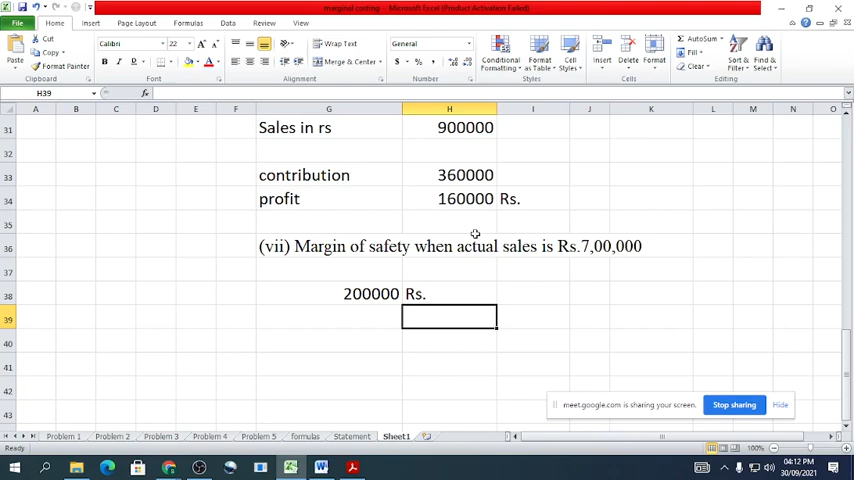 marginal costing - Microsoft Excel (Product Activation Failed)
File Home Insert Page Layout Formulas Data Review View
Cut
Copy
Format Painter
Paste
Clipboard
Calibri 22
B I U
Font
Wrap Text
Merge & Center
Alignment
General
Number
Conditional Formatting Format as Table Cell Styles
Styles
Insert Delete Format
Cells
AutoSum
Fill
Clear
Sort & Filter Find & Select
Editing
H39 fx
A B C D E F G H I J K L M N O
31 Sales in rs 900000
32
33 contribution 360000
34 profit 160000 Rs.
35
36 (vii) Margin of safety when actual sales is Rs.7,00,000
37
38 200000 Rs.
39
40
41
42
43
meet.google.com is sharing your screen. Stop sharing Hide
Problem 1 Problem 2 Problem 3 Problem 4 Problem 5 formulas Statement Sheet1
Ready 100%
04:12 PM
30/09/2021